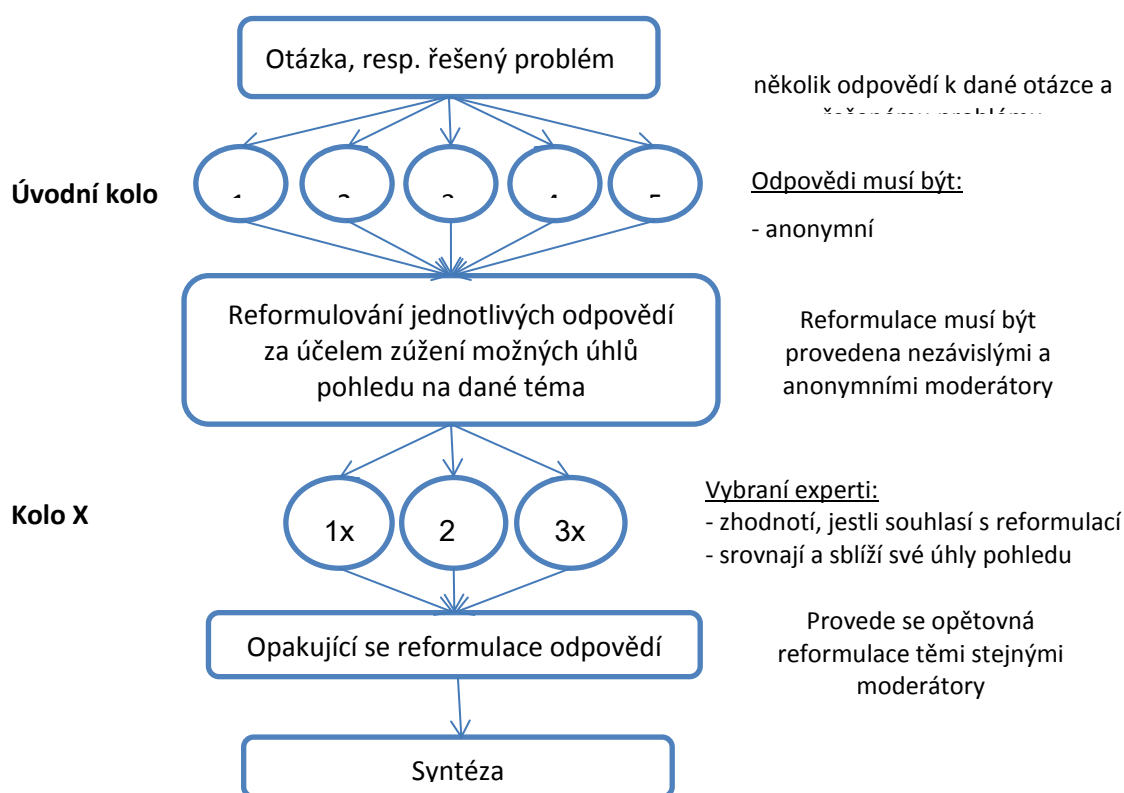 Otázka, resp. řešený problém
několik odpovědí k dané otázce a
Úvodní kolo
Odpovědi musí být:
- anonymní
Reformulování jednotlivých odpovědí
za účelem zúžení možných úhlů
pohledu na dané téma
Reformulace musí být
provedena nezávislými a
anonymními moderátory
Kolo X
1x 2 3x
Vybraní experti:
- zhodnotí, jestli souhlasí s reformulací
- srovnají a sblíží své úhly pohledu
Opakující se reformulace odpovědí
Provede se opětovná
reformulace těmi stejnými
moderátory
Syntéza